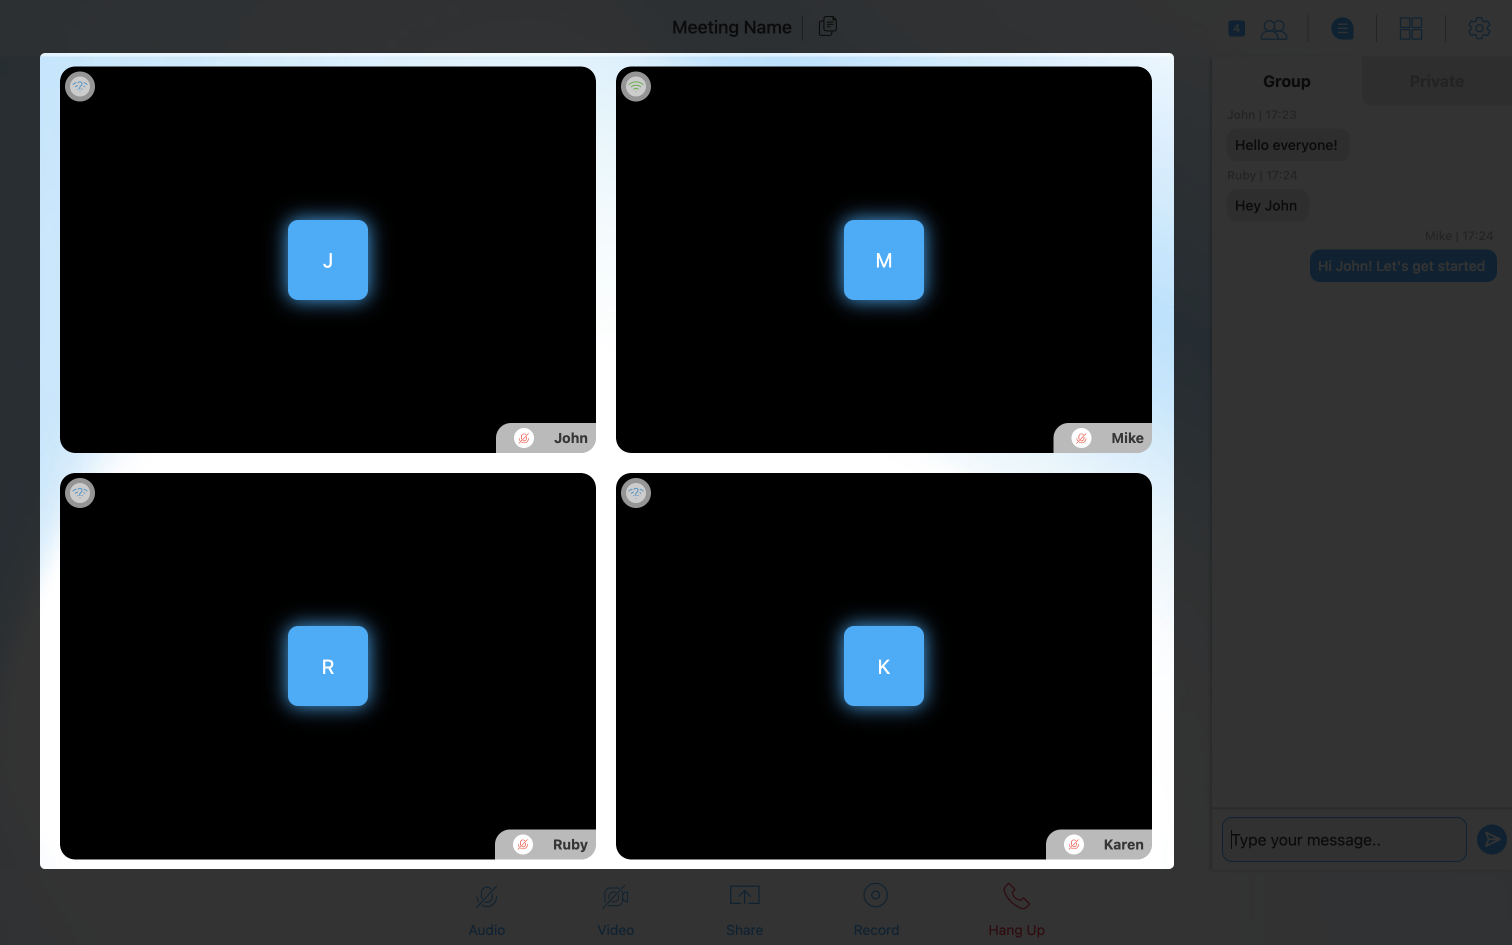 Meeting Name
4
Group
Private
John | 17:23
Hello everyone!
Ruby | 17:24
Hey John
Mike | 17:24
Hi John! Let's get started
J
John
M
Mike
?
R
Ruby
?
K
Karen
?
Type your message..
Audio
Video
Share
Record
Hang Up